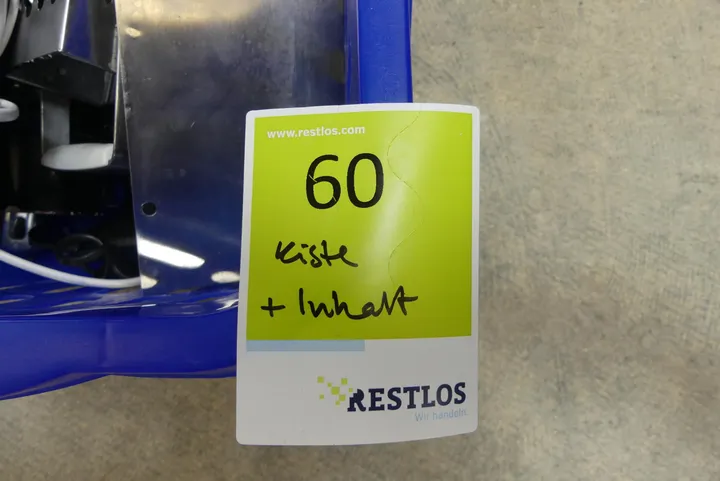 www.restlos.com
60
Kiste
+ Inhalt
RESTLOS
Wir handeln.